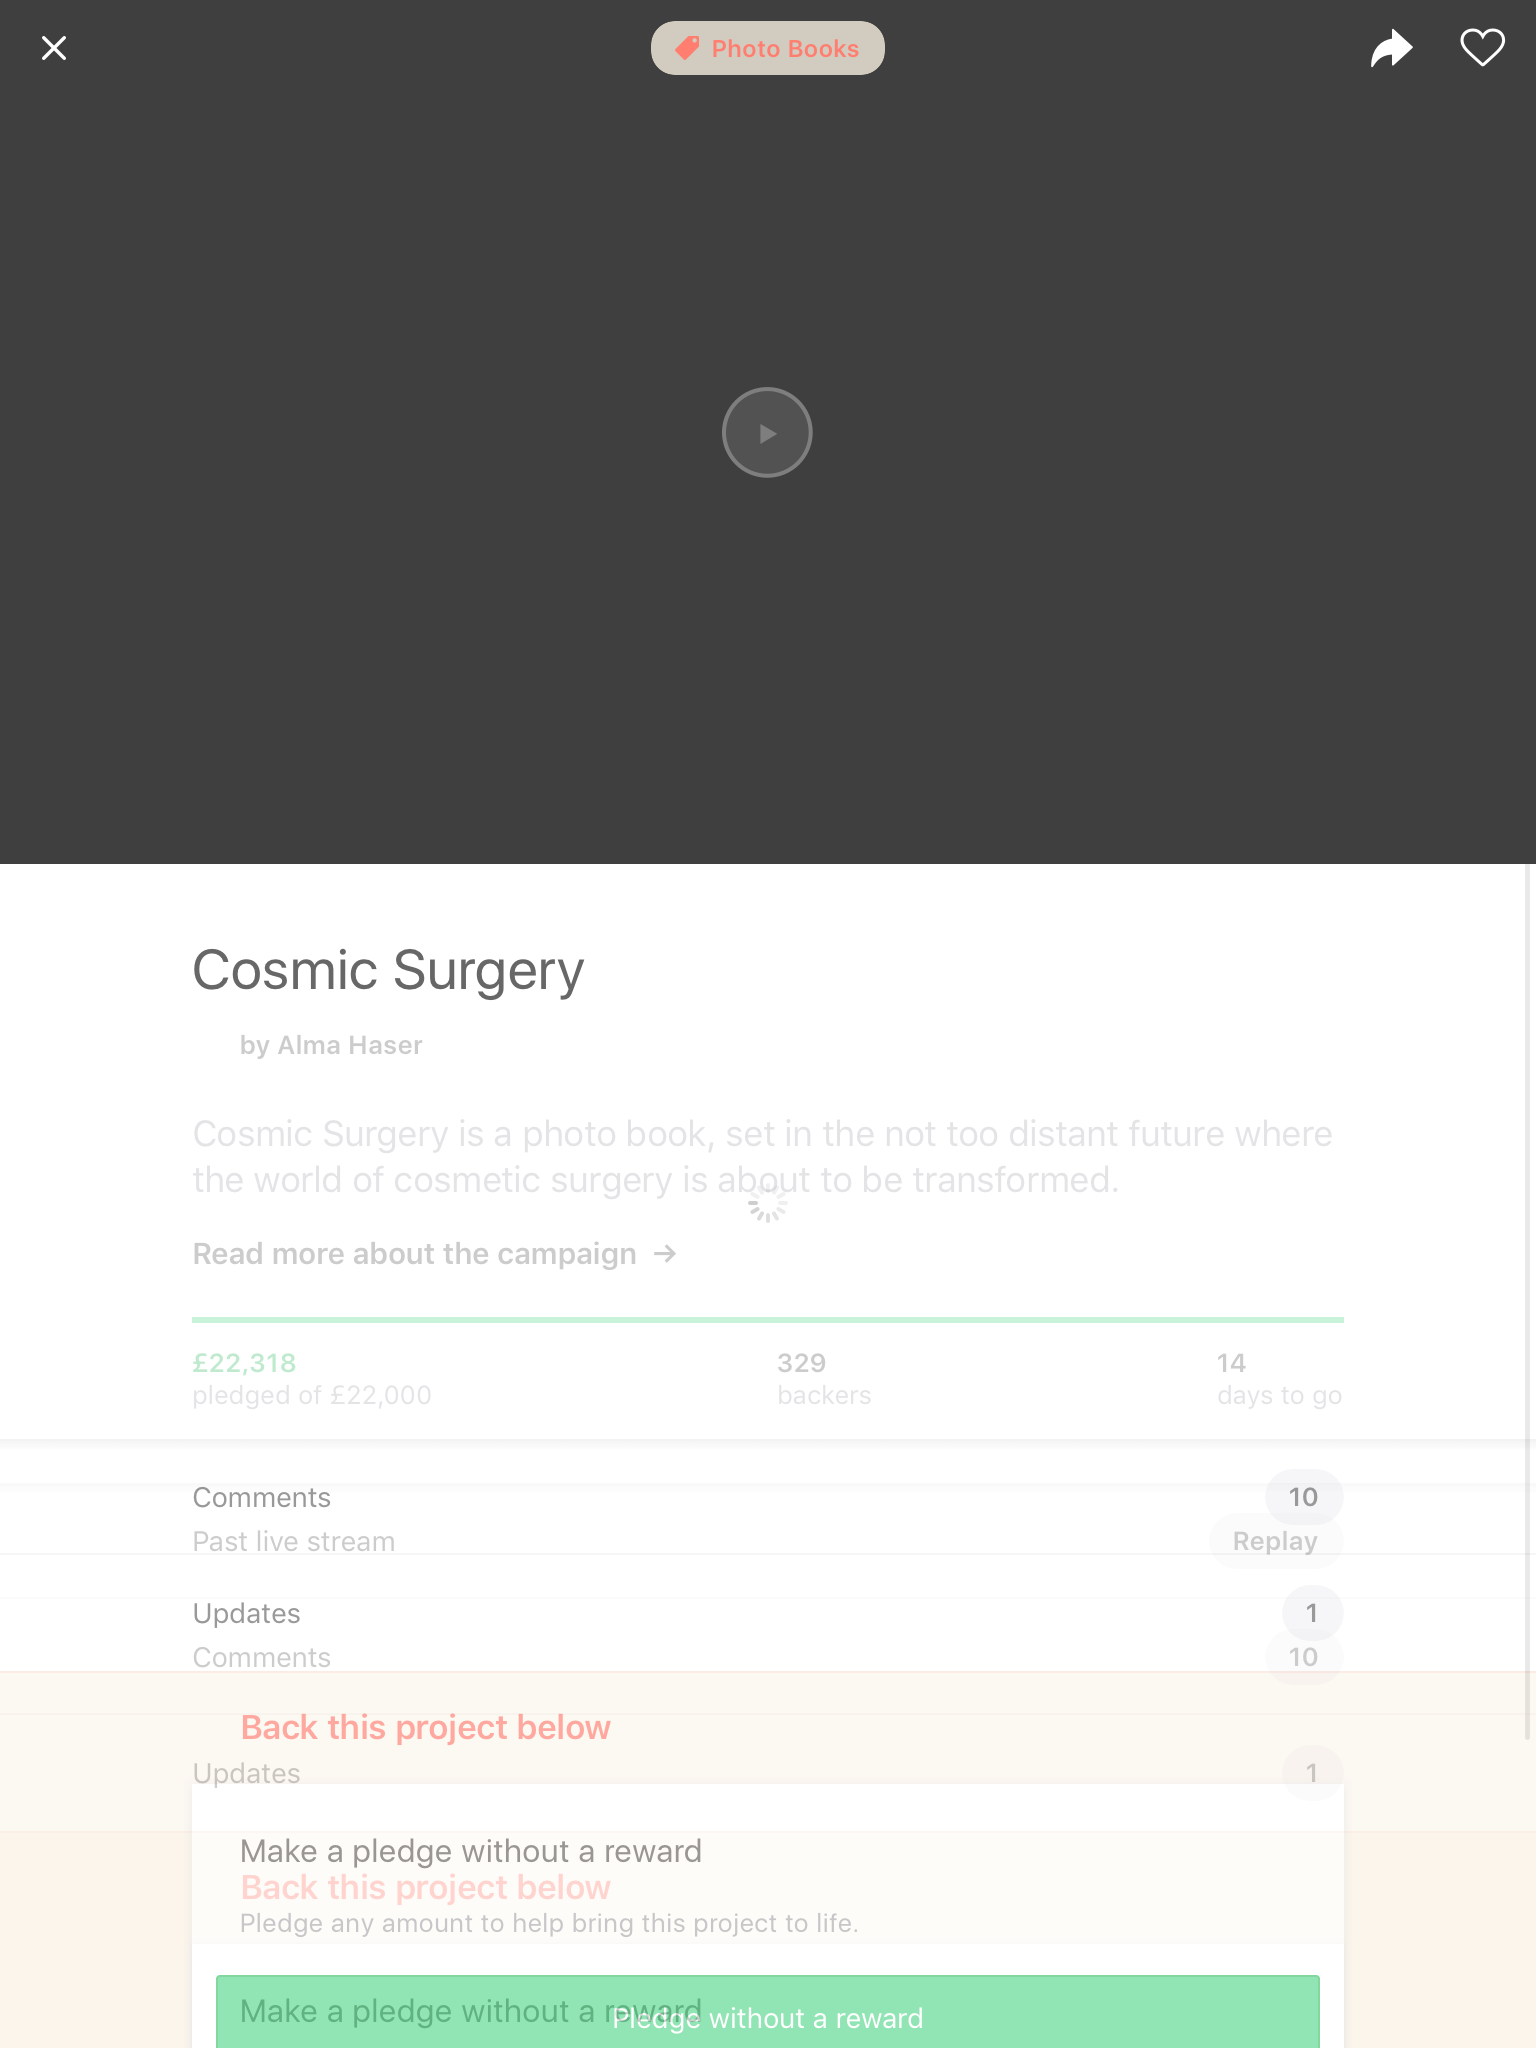 Photo Books
Cosmic Surgery
by Alma Haser
Cosmic Surgery is a photo book, set in the not too distant future where
the world of cosmetic surgery is about to be transformed.
Read more about the campaign →
£22,318
pledged of £22,000
329
backers
14
days to go
Comments
10
Past live stream
Replay
Updates
1
Comments
10
Back this project below
Updates
1
Make a pledge without a reward
Back this project below
Pledge any amount to help bring this project to life.
Make a pledge without a reward
Pledge without a reward